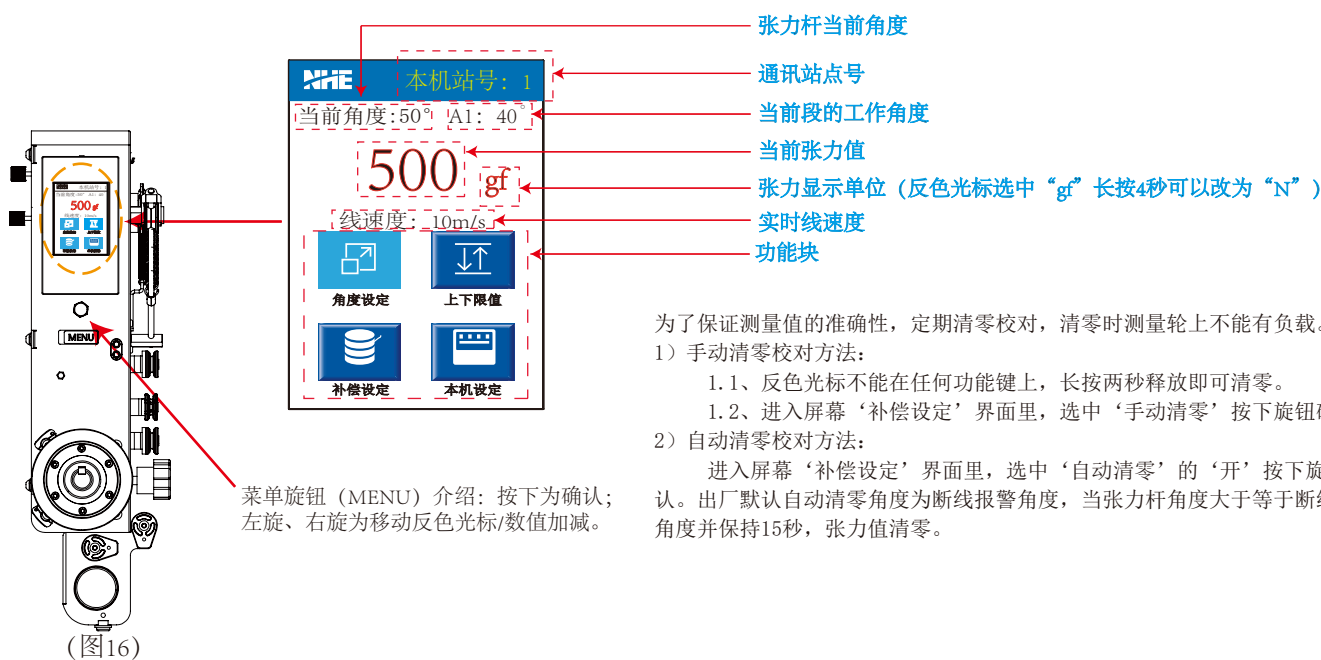 张力杆当前角度
通讯站点号
当前段的工作角度
当前张力值
张力显示单位（反色光标选中“gf”长按4秒可以改为“N”）
实时线速度
功能块
NHE 本机站号: 1
当前角度:50° A1: 40°
500 gf
线速度: 10m/s
角度设定 上下限值
补偿设定 本机设定
NHE 本机站号:
500 gf
MENU
菜单旋钮（MENU）介绍：按下为确认；
左旋、右旋为移动反色光标/数值加减。
为了保证测量值的准确性，定期清零校对，清零时测量轮上不能有负载。
1）手动清零校对方法：
1.1、反色光标不能在任何功能键上，长按两秒释放即可清零。
1.2、进入屏幕‘补偿设定’界面里，选中‘手动清零’按下旋钮
2）自动清零校对方法：
进入屏幕‘补偿设定’界面里，选中‘自动清零’的‘开’按下
认。出厂默认自动清零角度为断线报警角度，当张力杆角度大于等于断
角度并保持15秒，张力值清零。
(图16)